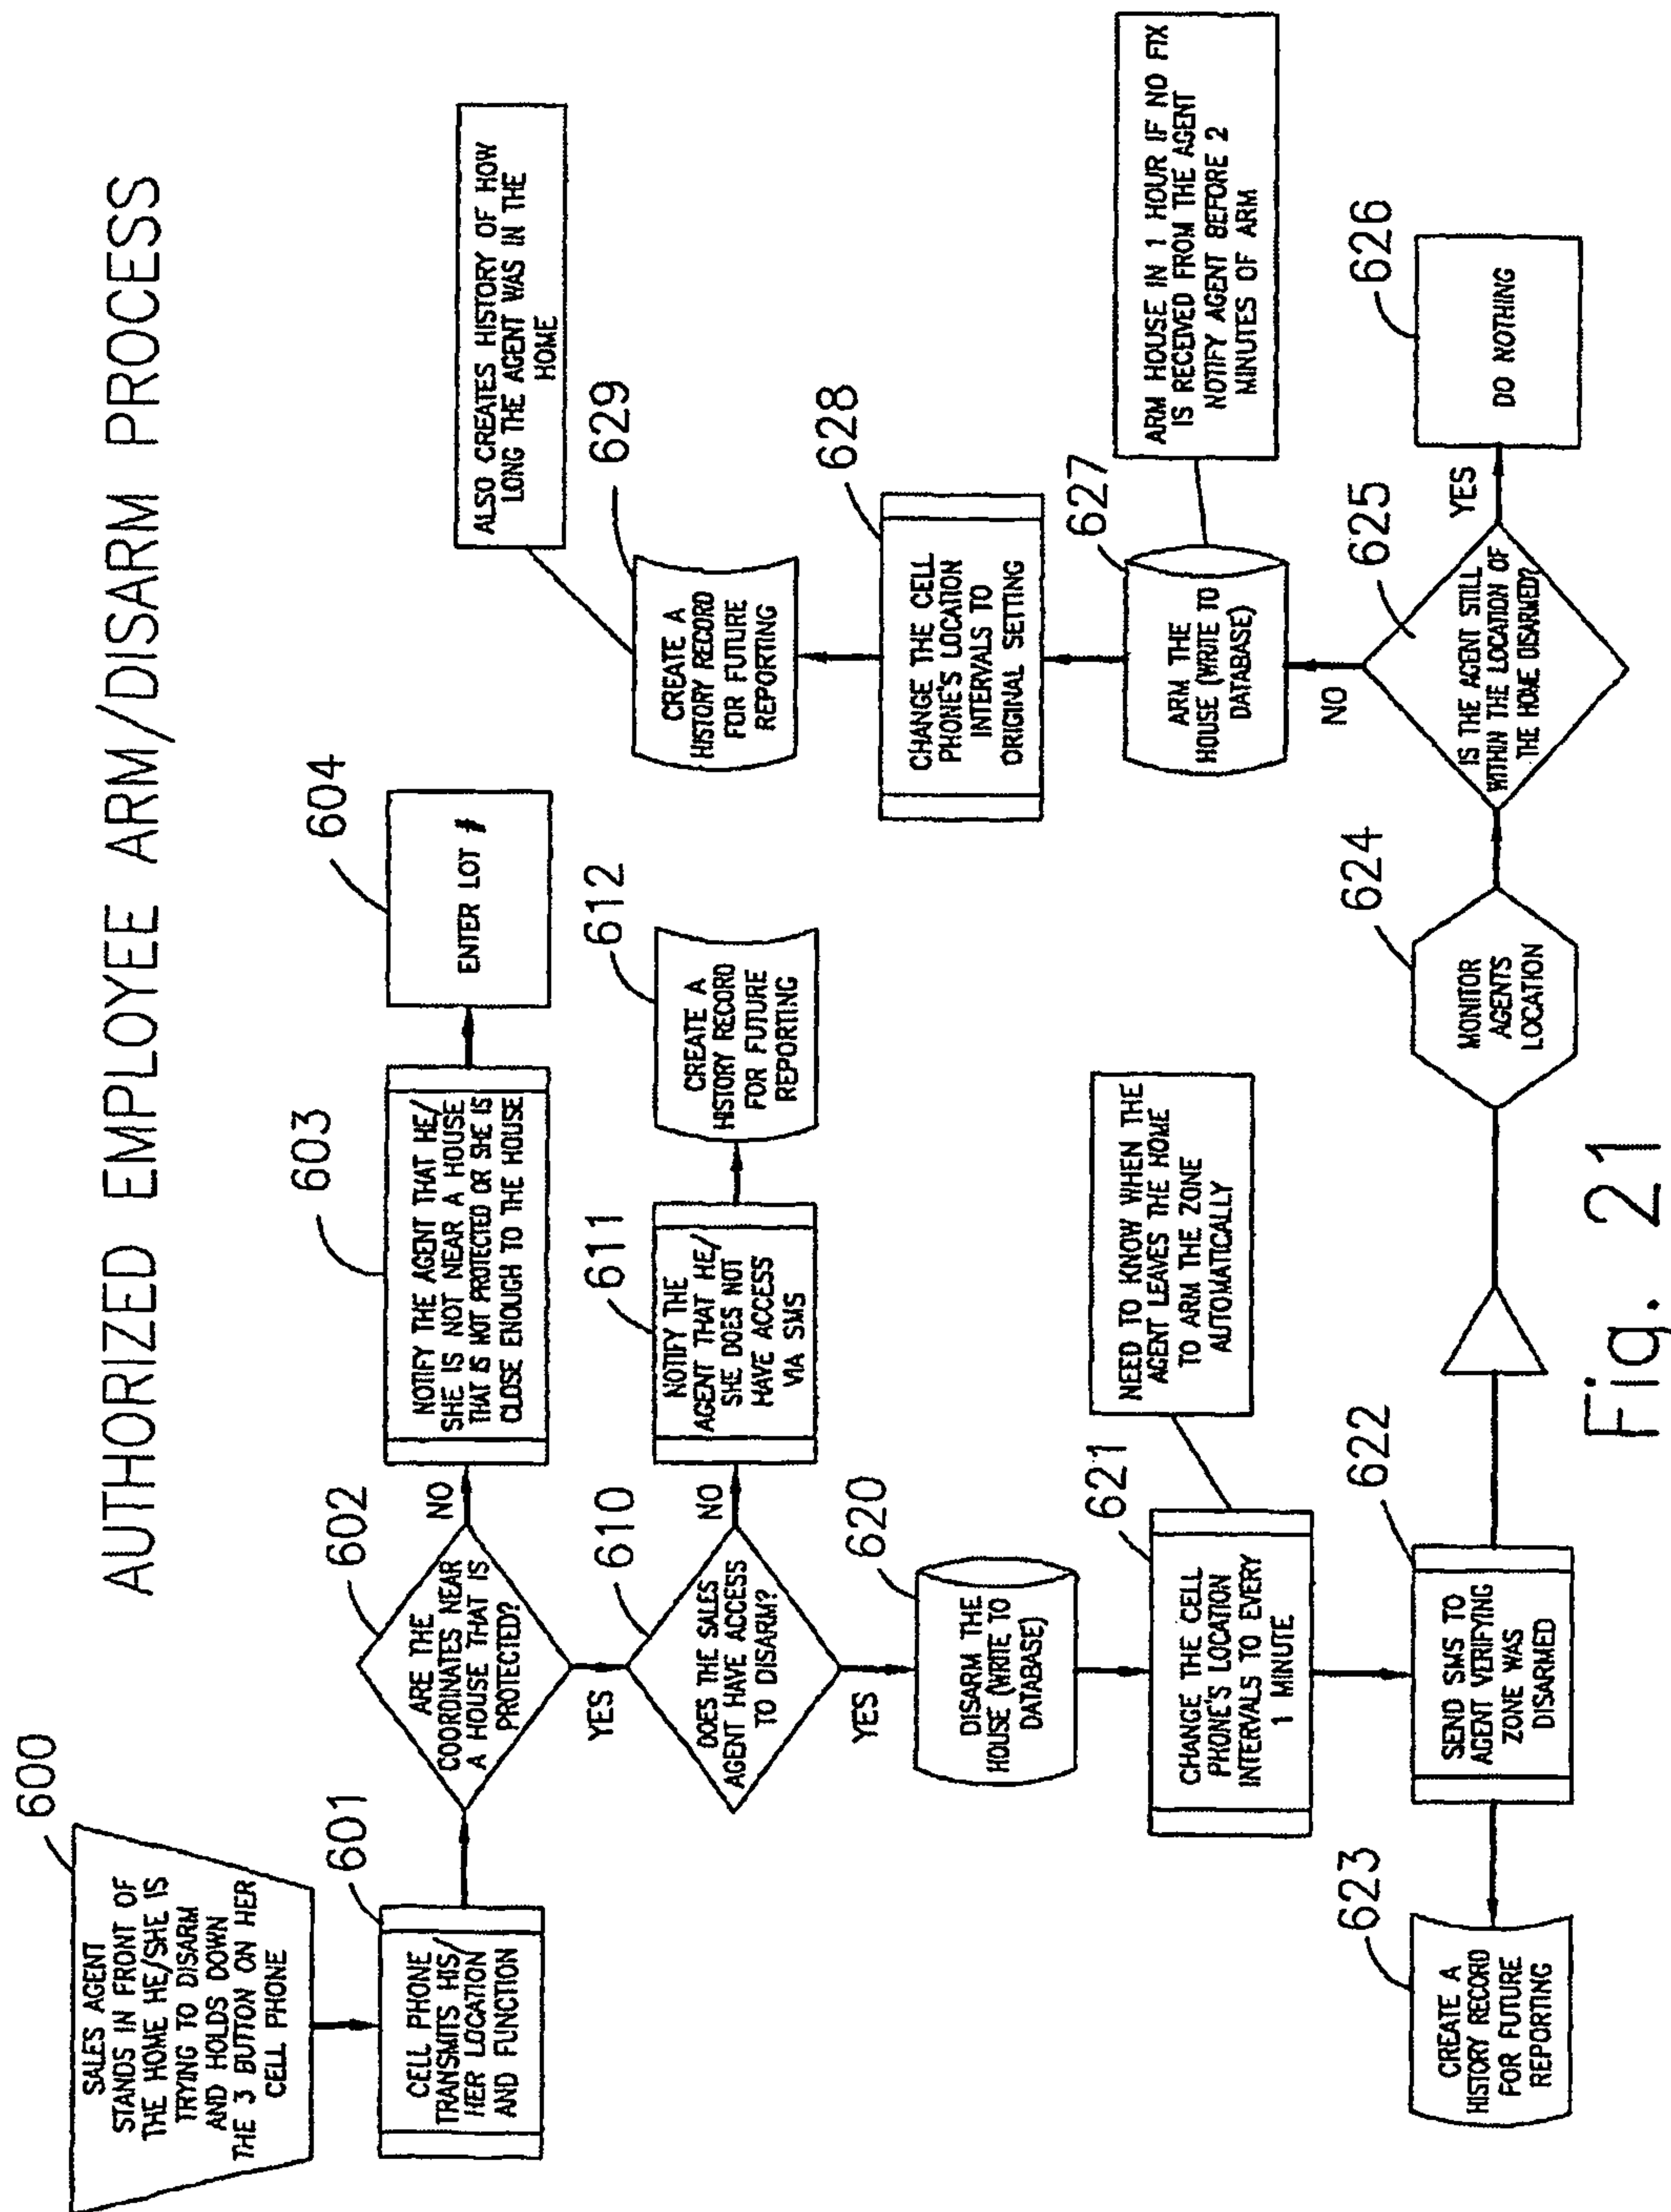 AUTHORIZED EMPLOYEE ARM/DISARM PROCESS
600
SALES AGENT
STANDS IN FRONT OF
THE HOME HE/SHE IS
TRYING TO DISARM
AND HOLDS DOWN
THE 3 BUTTON ON HER
CELL PHONE
601
CELL PHONE
TRANSMITS HIS/
HER LOCATION
AND FUNCTION
602
ARE THE
COORDINATES NEAR
A HOUSE THAT IS
PROTECTED?
NO
YES
603
NOTIFY THE AGENT THAT HE/
SHE IS NOT NEAR A HOUSE
THAT IS NOT PROTECTED OR SHE IS
CLOSE ENOUGH TO THE HOUSE
604
ENTER LOT #
610
DOES THE SALES
AGENT HAVE ACCESS
TO DISARM?
NO
YES
611
NOTIFY THE
AGENT THAT HE/
SHE DOES NOT
HAVE ACCESS
VIA SMS
612
CREATE A
HISTORY RECORD
FOR FUTURE
REPORTING
620
DISARM THE
HOUSE (WRITE TO
DATABASE)
621
CHANGE THE CELL
PHONE'S LOCATION
INTERVALS TO EVERY
1 MINUTE
NEED TO KNOW WHEN THE
AGENT LEAVES THE HOME
TO ARM THE ZONE
AUTOMATICALLY
622
SEND SMS TO
AGENT VERIFYING
ZONE WAS
DISARMED
623
CREATE A
HISTORY RECORD
FOR FUTURE
REPORTING
624
MONITOR
AGENTS
LOCATION
625
IS THE AGENT STILL
WITHIN THE LOCATION OF
THE HOME DISARMED?
YES
NO
626
DO NOTHING
627
ARM THE
HOUSE (WRITE TO
DATABASE)
ARM HOUSE IN 1 HOUR IF NO FIX
IS RECEIVED FROM THE AGENT
NOTIFY AGENT BEFORE 2
MINUTES OF ARM
628
CHANGE THE CELL
PHONE'S LOCATION
INTERVALS TO
ORIGINAL SETTING
629
CREATE A
HISTORY RECORD
FOR FUTURE
REPORTING
ALSO CREATES HISTORY OF HOW
LONG THE AGENT WAS IN THE
HOME
Fig. 21